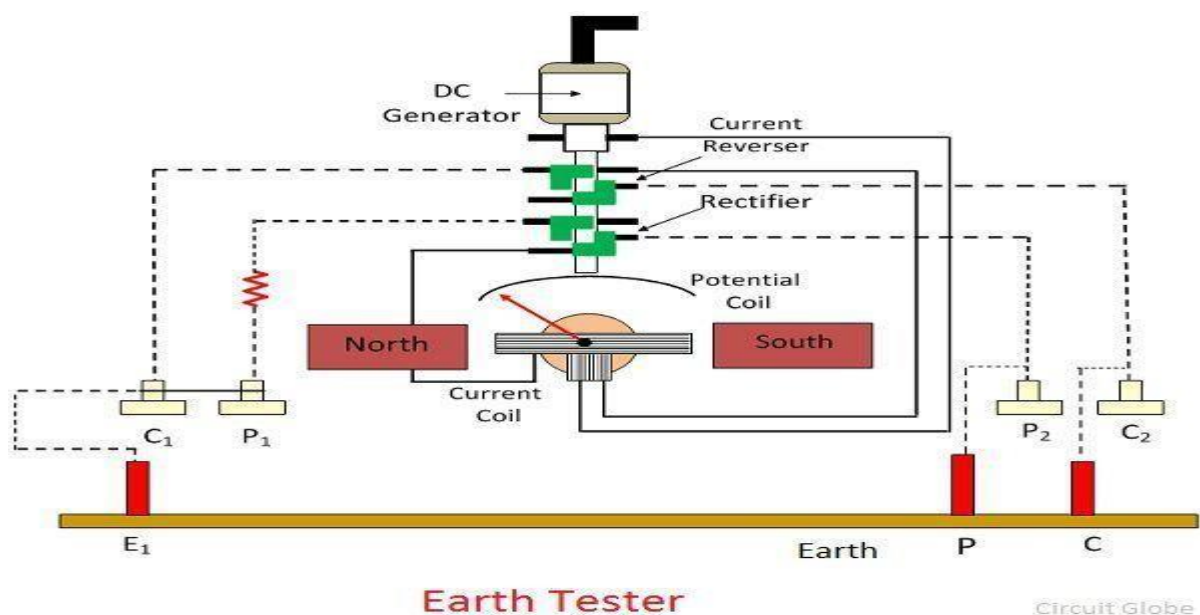 DC
Generator
Current
Reverser
Rectifier
Potential
Coil
North
South
Current
Coil
C₁
P₁
P₂
C₂
E₁
Earth
P
C
Earth Tester
Circuit Globe